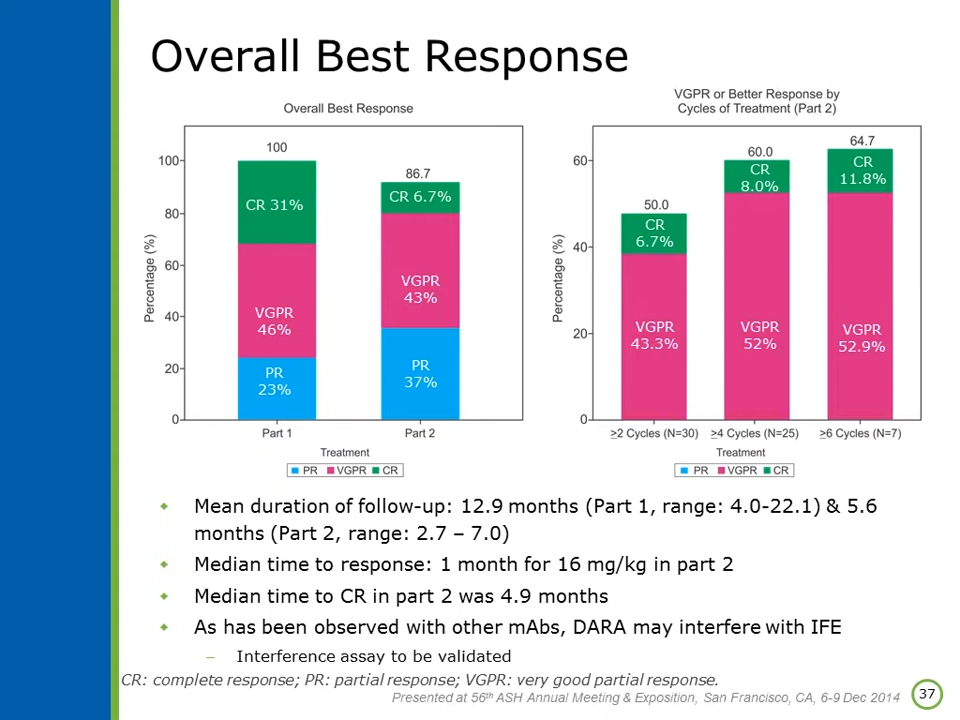 Overall Best Response
Overall Best Response
Percentage (%)
100
80
60
40
20
0
100
CR 31%
VGPR
46%
PR
23%
86.7
CR 6.7%
VGPR
43%
PR
37%
Part 1
Part 2
Treatment
PR VGPR CR
VGPR or Better Response by
Cycles of Treatment (Part 2)
Percentage (%)
60
40
20
0
50.0
CR
6.7%
VGPR
43.3%
60.0
CR
8.0%
VGPR
52%
64.7
CR
11.8%
VGPR
52.9%
≥2 Cycles (N=30) ≥4 Cycles (N=25) ≥6 Cycles (N=7)
Treatment
PR VGPR CR
Mean duration of follow-up: 12.9 months (Part 1, range: 4.0-22.1) & 5.6
months (Part 2, range: 2.7 – 7.0)
Median time to response: 1 month for 16 mg/kg in part 2
Median time to CR in part 2 was 4.9 months
As has been observed with other mAbs, DARA may interfere with IFE
– Interference assay to be validated
CR: complete response; PR: partial response; VGPR: very good partial response.
Presented at 56th ASH Annual Meeting & Exposition, San Francisco, CA, 6-9 Dec 2014
37